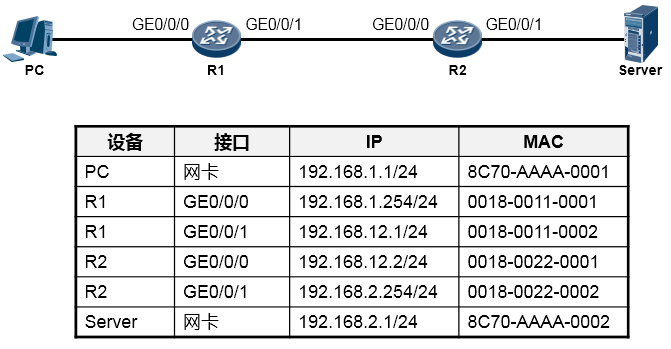 GE0/0/0 GE0/0/1 GE0/0/0 GE0/0/1
PC R1 R2 Server
设备 接口 IP MAC
PC 网卡 192.168.1.1/24 8C70-AAAA-0001
R1 GE0/0/0 192.168.1.254/24 0018-0011-0001
R1 GE0/0/1 192.168.12.1/24 0018-0011-0002
R2 GE0/0/0 192.168.12.2/24 0018-0022-0001
R2 GE0/0/1 192.168.2.254/24 0018-0022-0002
Server 网卡 192.168.2.1/24 8C70-AAAA-0002